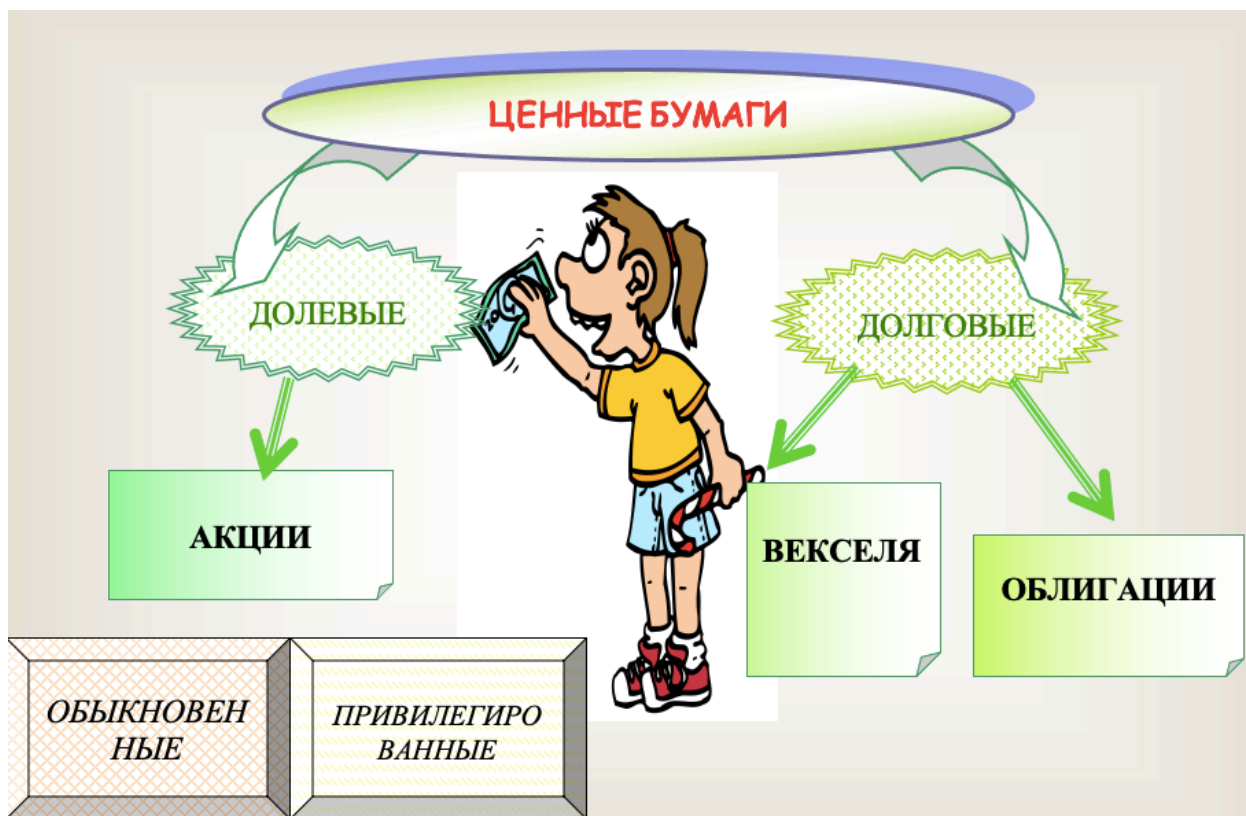 ЦЕННЫЕ БУМАГИ
ДОЛЕВЫЕ
ДОЛГОВЫЕ
АКЦИИ
ВЕКСЕЛЯ
ОБЛИГАЦИИ
ОБЫКНОВЕН
НЫЕ
ПРИВИЛЕГИРО
ВАННЫЕ